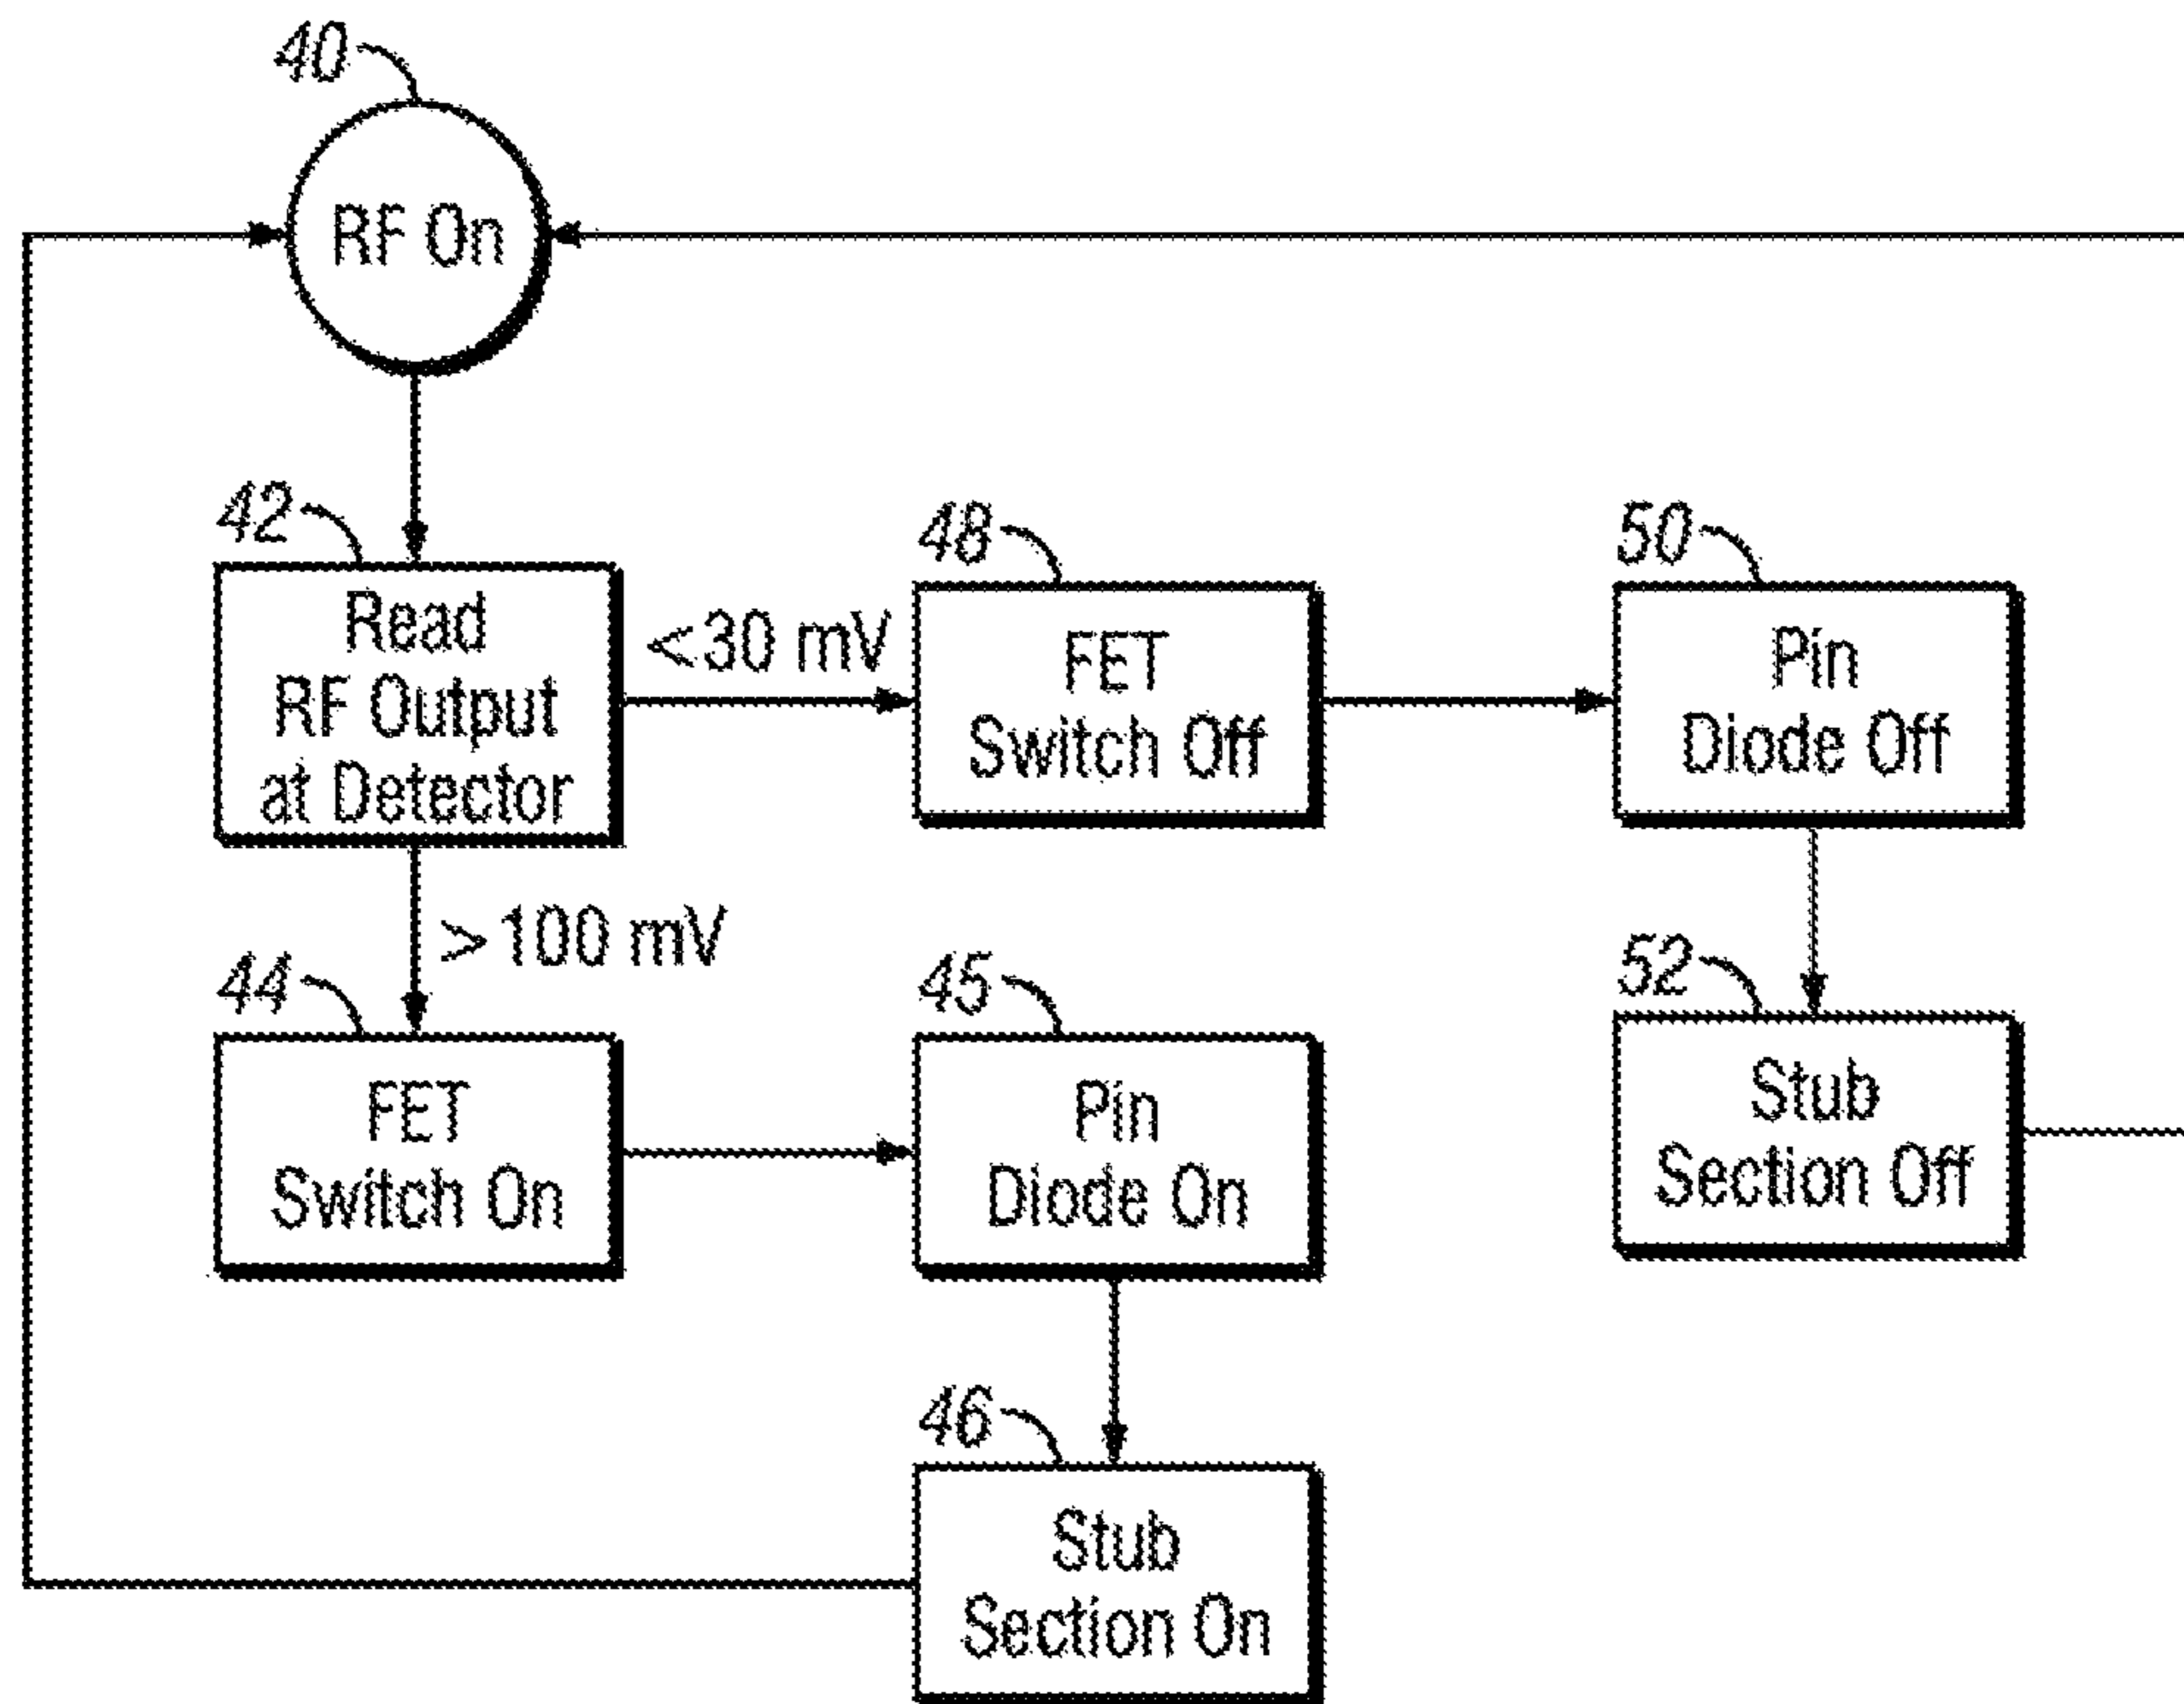 40
RF On
42
Read
RF Output
at Detector
<30 mV
48
FET
Switch Off
50
Pin
Diode Off
>100 mV
44
FET
Switch On
45
Pin
Diode On
52
Stub
Section Off
46
Stub
Section On